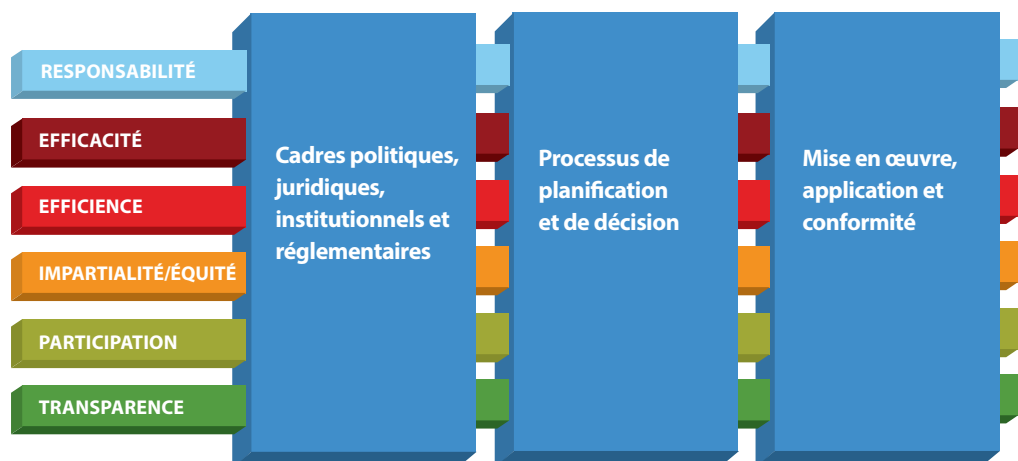 RESPONSABILITÉ
EFFICACITÉ
EFFICIENCE
IMPARTIALITÉ/ÉQUITÉ
PARTICIPATION
TRANSPARENCE
Cadres politiques,
juridiques,
institutionnels et
réglementaires
Processus de
planification
et de décision
Mise en œuvre,
application et
conformité